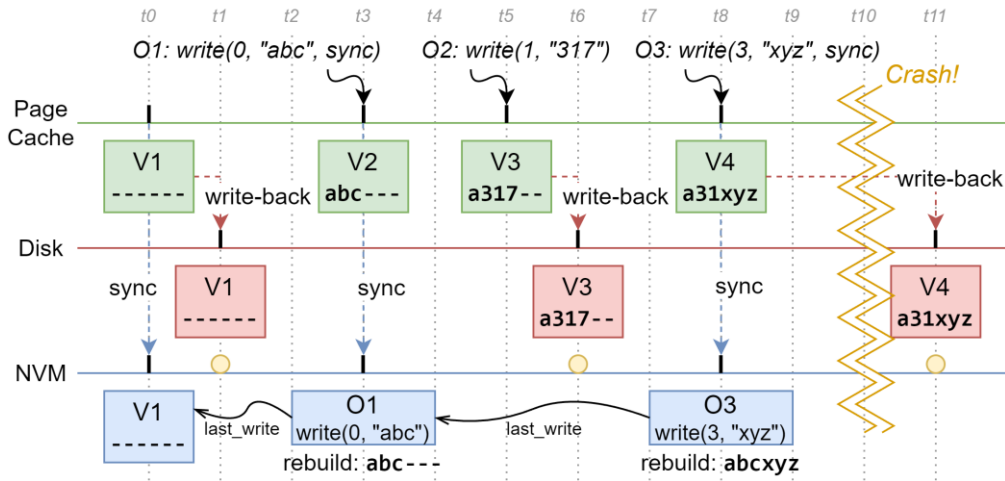 t0 t1 t2 t3 t4 t5 t6 t7 t8 t9 t10 t11
O1: write(0, "abc", sync) O2: write(1, "317") O3: write(3, "xyz", sync)
Crash!
Page
Cache
V1 V2 V3 V4
------ abc--- a317-- a31xyz
write-back write-back write-back
Disk
sync sync sync
V1 V3 V4
------ a317-- a31xyz
NVM
V1 O1 O3
------ write(0, "abc") write(3, "xyz")
last_write last_write
rebuild: abc--- rebuild: abcxyz